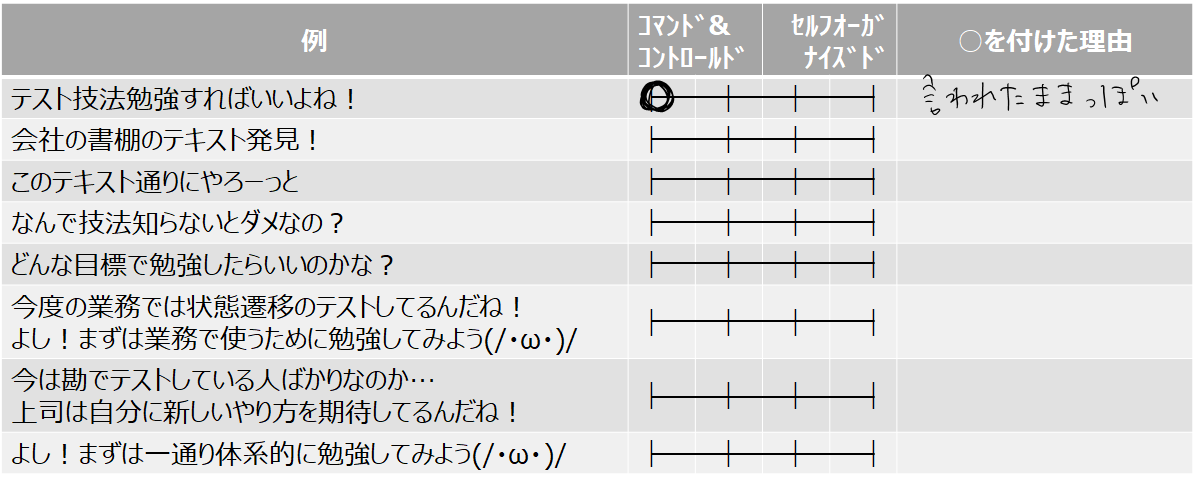 例
ｺﾏﾝﾄﾞ&
ｺﾝﾄﾛｰﾙﾄﾞ
ｾﾙﾌｵｰｶﾞ
ﾅｲｽﾞﾄﾞ
○を付けた理由
テスト技法勉強すればいいよね！
言われたままっぽい
会社の書棚のテキスト発見！
このテキスト通りにやろーっと
なんで技法知らないとダメなの？
どんな目標で勉強したらいいのかな？
今度の業務では状態遷移のテストしてるんだね！
よし！まずは業務で使うために勉強してみよう(/・ω・)/
今は勘でテストしている人ばかりなのか…
上司は自分に新しいやり方を期待してるんだね！
よし！まずは一通り体系的に勉強してみよう(/・ω・)/